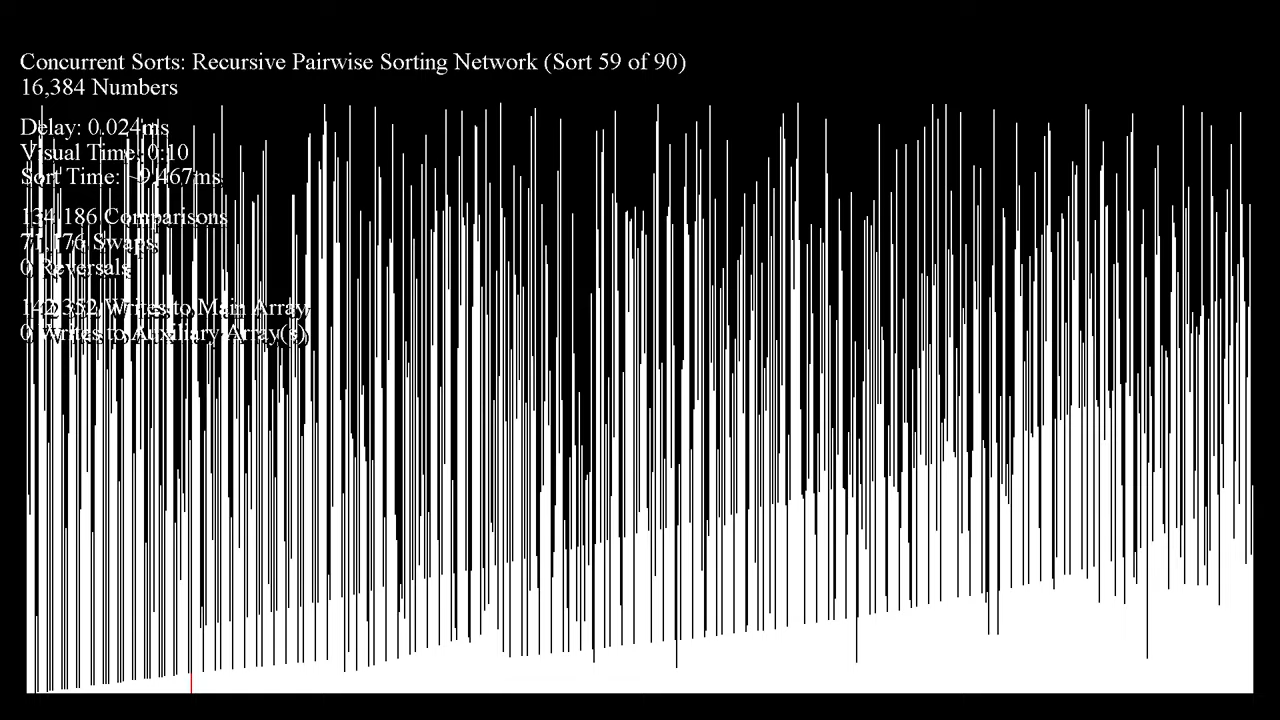 Concurrent Sorts: Recursive Pairwise Sorting Network (Sort 59 of 90)
16,384 Numbers
Delay: 0.024ms
Visual Time: 0:10
Sort Time: ~9,467ms
134,186 Comparisons
71,176 Swaps
0 Reversals
142,352 Writes to Main Array
0 Writes to Auxiliary Array(s)